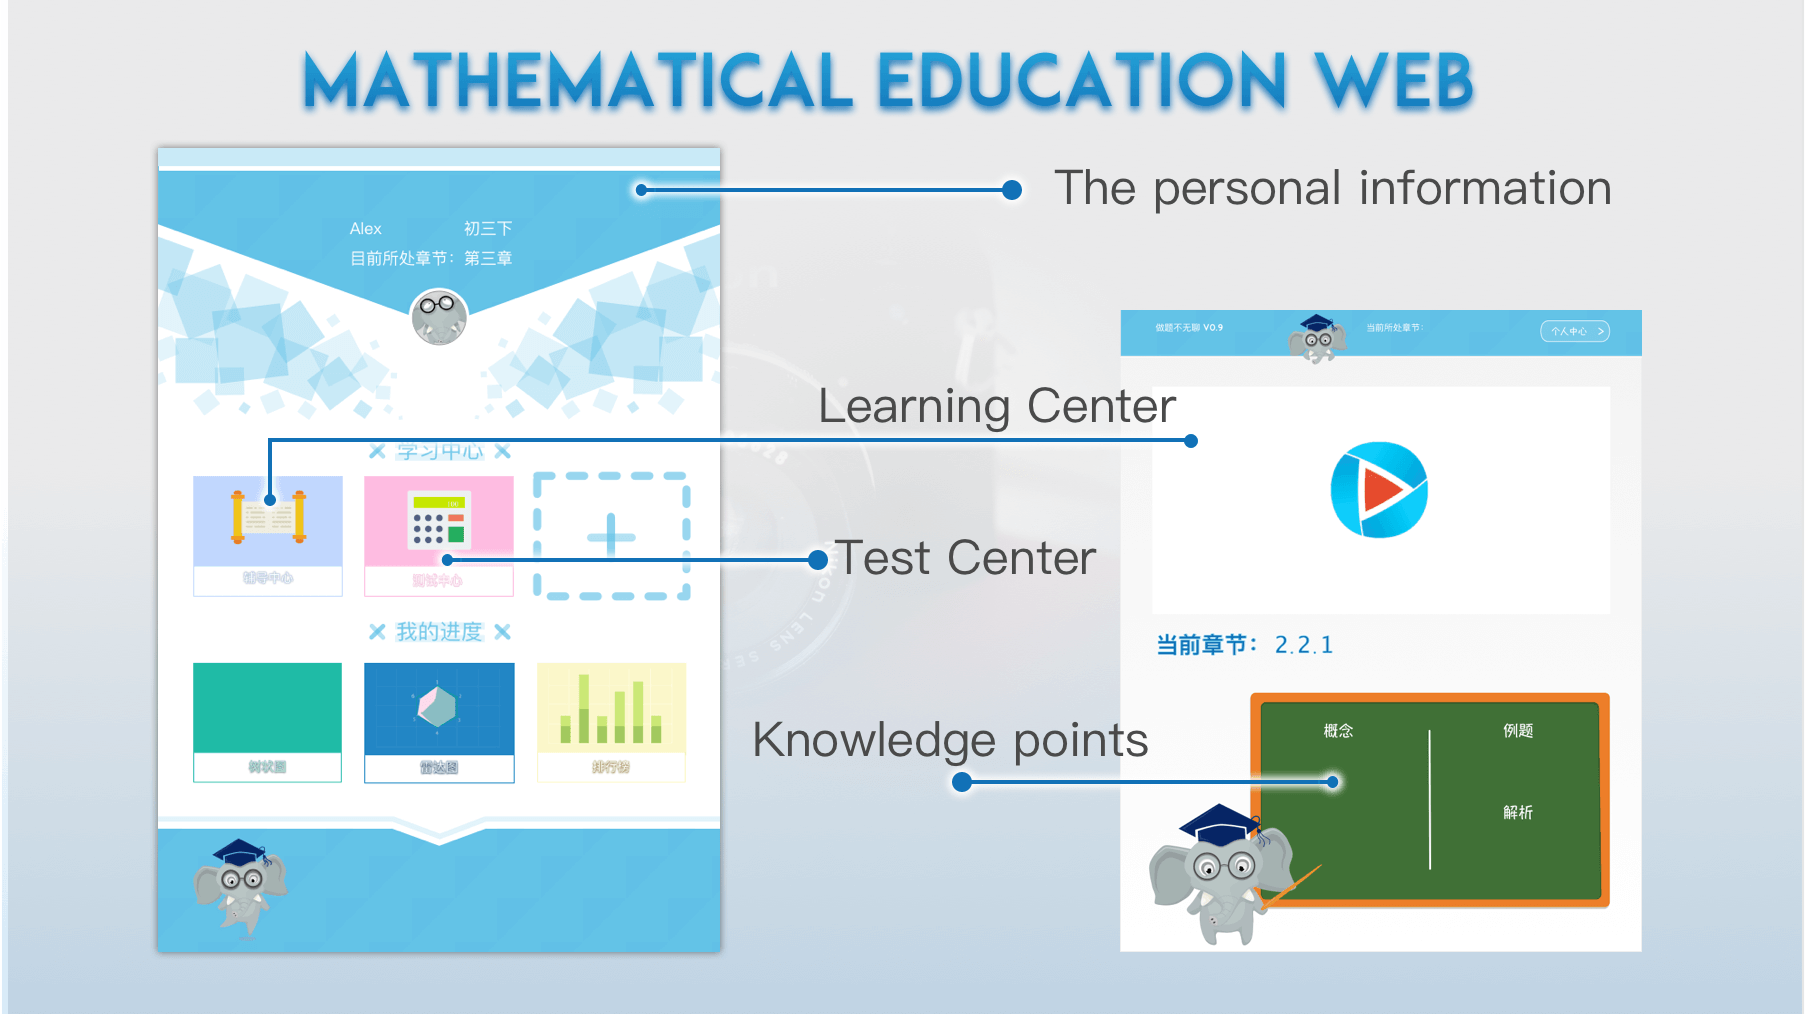 MATHEMATICAL EDUCATION WEB
The personal information
Alex 初三下
目前所处章节：第三章
做题不无聊 V0.9 当前所处章节： 个人中心 >
Learning Center
学习中心
Test Center
辅导中心 测试中心
我的进度
当前章节： 2.2.1
Knowledge points
概念 例题
树状图 雷达图 排行榜
解析
Nikon LENS SER